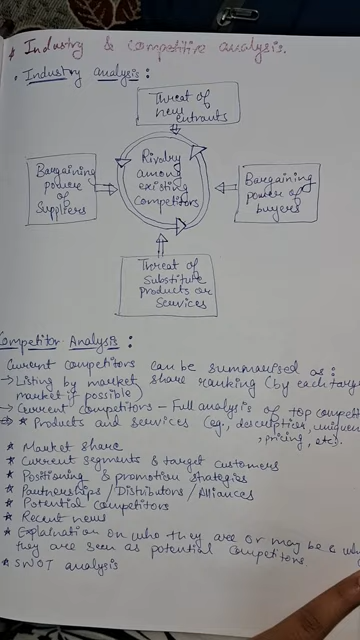 * Industry & competitive analysis.
. Industry analysis :
Threat of
new
entrants
Bargaining
power of
Suppliers
Rivalry
among
existing
competitors
Bargaining
power of
buyers
Threat of
Substitute
products or
Services
Competitor Analysis :
Current competitors can be summarised as :
→ Listing by market share ranking (by each target
market if possible)
→ Current competitors - Full analysis of top
⇒ * Products and services (eg., description,
, pricing, etc).
* Market share
* Current segments & target customers
* Positioning & promotion strategies
* Partnerships / Distributors / Alliances
* Potential competitors
* Recent news
* Explaination on who they are or may be &
they are seen as potential competitors.
* SWOT analysis